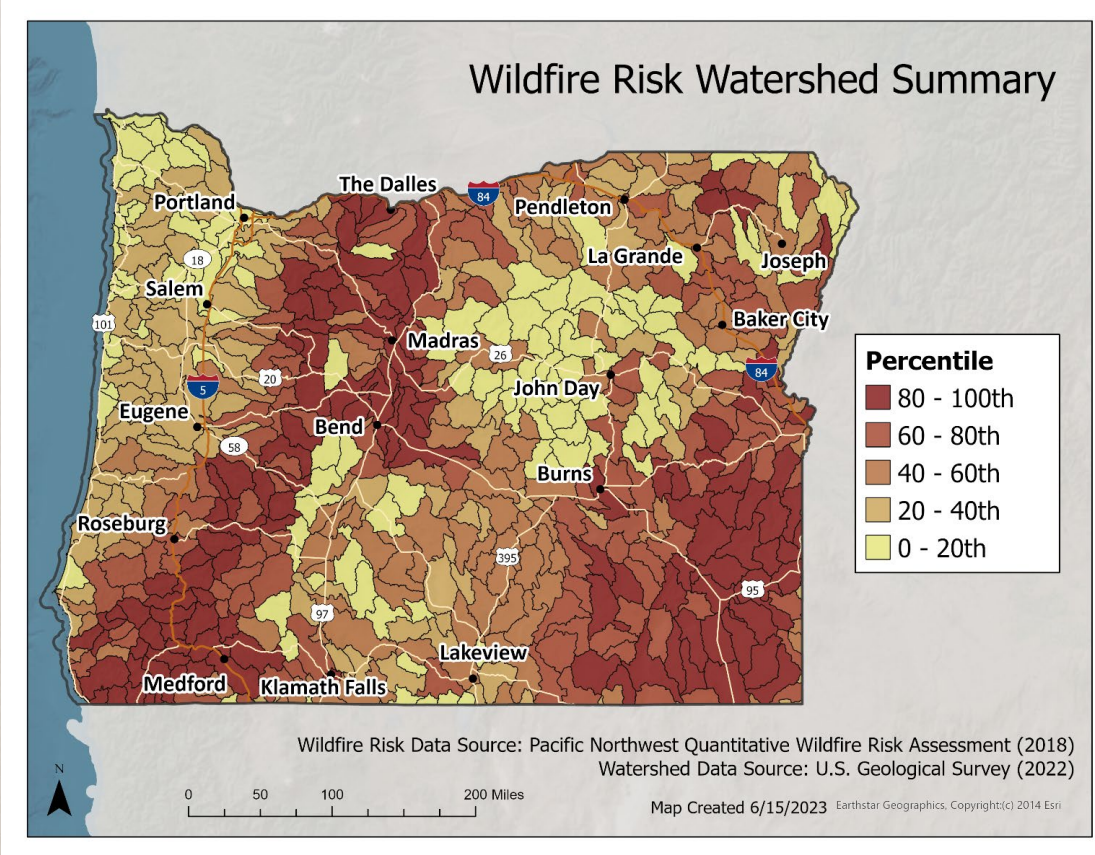 Wildfire Risk Watershed Summary
The Dalles
84
Portland
Pendleton
18
La Grande
Joseph
Salem
101
Baker City
Madras
26
84
20
John Day
5
Eugene
Bend
58
Burns
Roseburg
395
95
97
Lakeview
Medford
Klamath Falls
Percentile
80 - 100th
60 - 80th
40 - 60th
20 - 40th
0 - 20th
Wildfire Risk Data Source: Pacific Northwest Quantitative Wildfire Risk Assessment (2018)
Watershed Data Source: U.S. Geological Survey (2022)
N
0 50 100 200 Miles
Map Created 6/15/2023 Earthstar Geographics, Copyright:(c) 2014 Esri